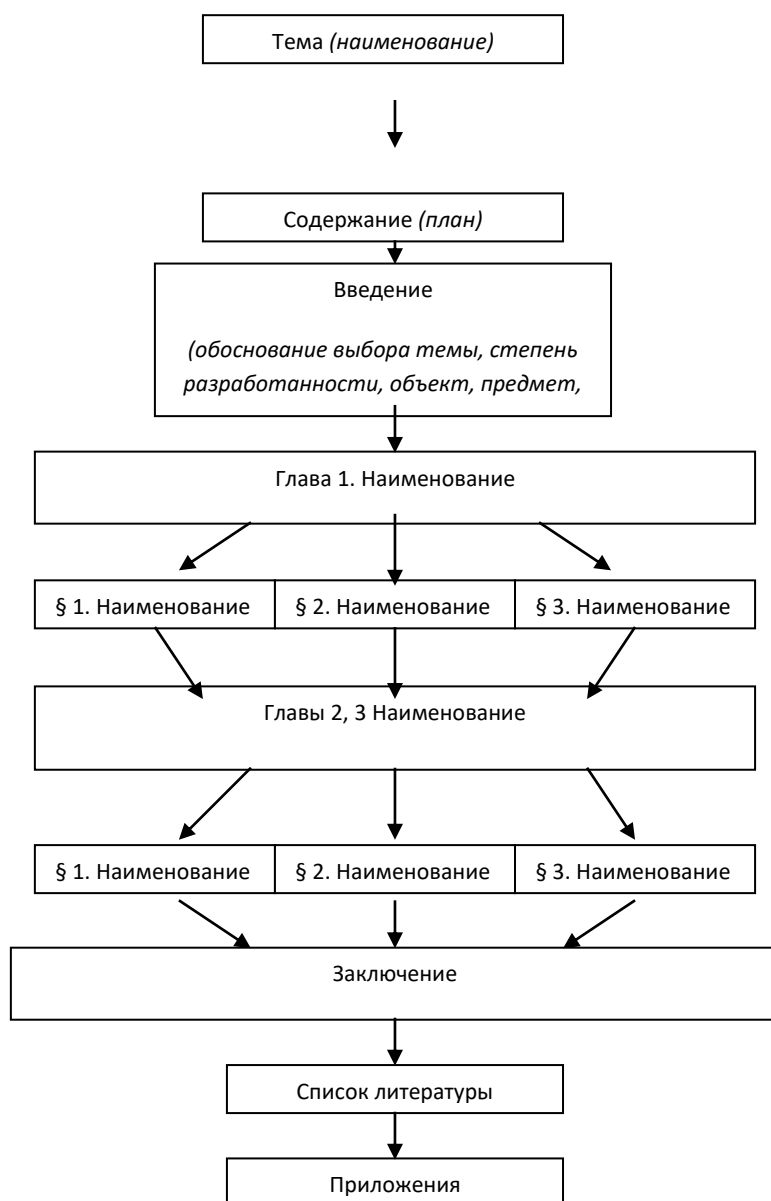 Тема (наименование)
Содержание (план)
Введение
(обоснование выбора темы, степень
разработанности, объект, предмет,
Глава 1. Наименование
§ 1. Наименование
§ 2. Наименование
§ 3. Наименование
Главы 2, 3 Наименование
§ 1. Наименование
§ 2. Наименование
§ 3. Наименование
Заключение
Список литературы
Приложения